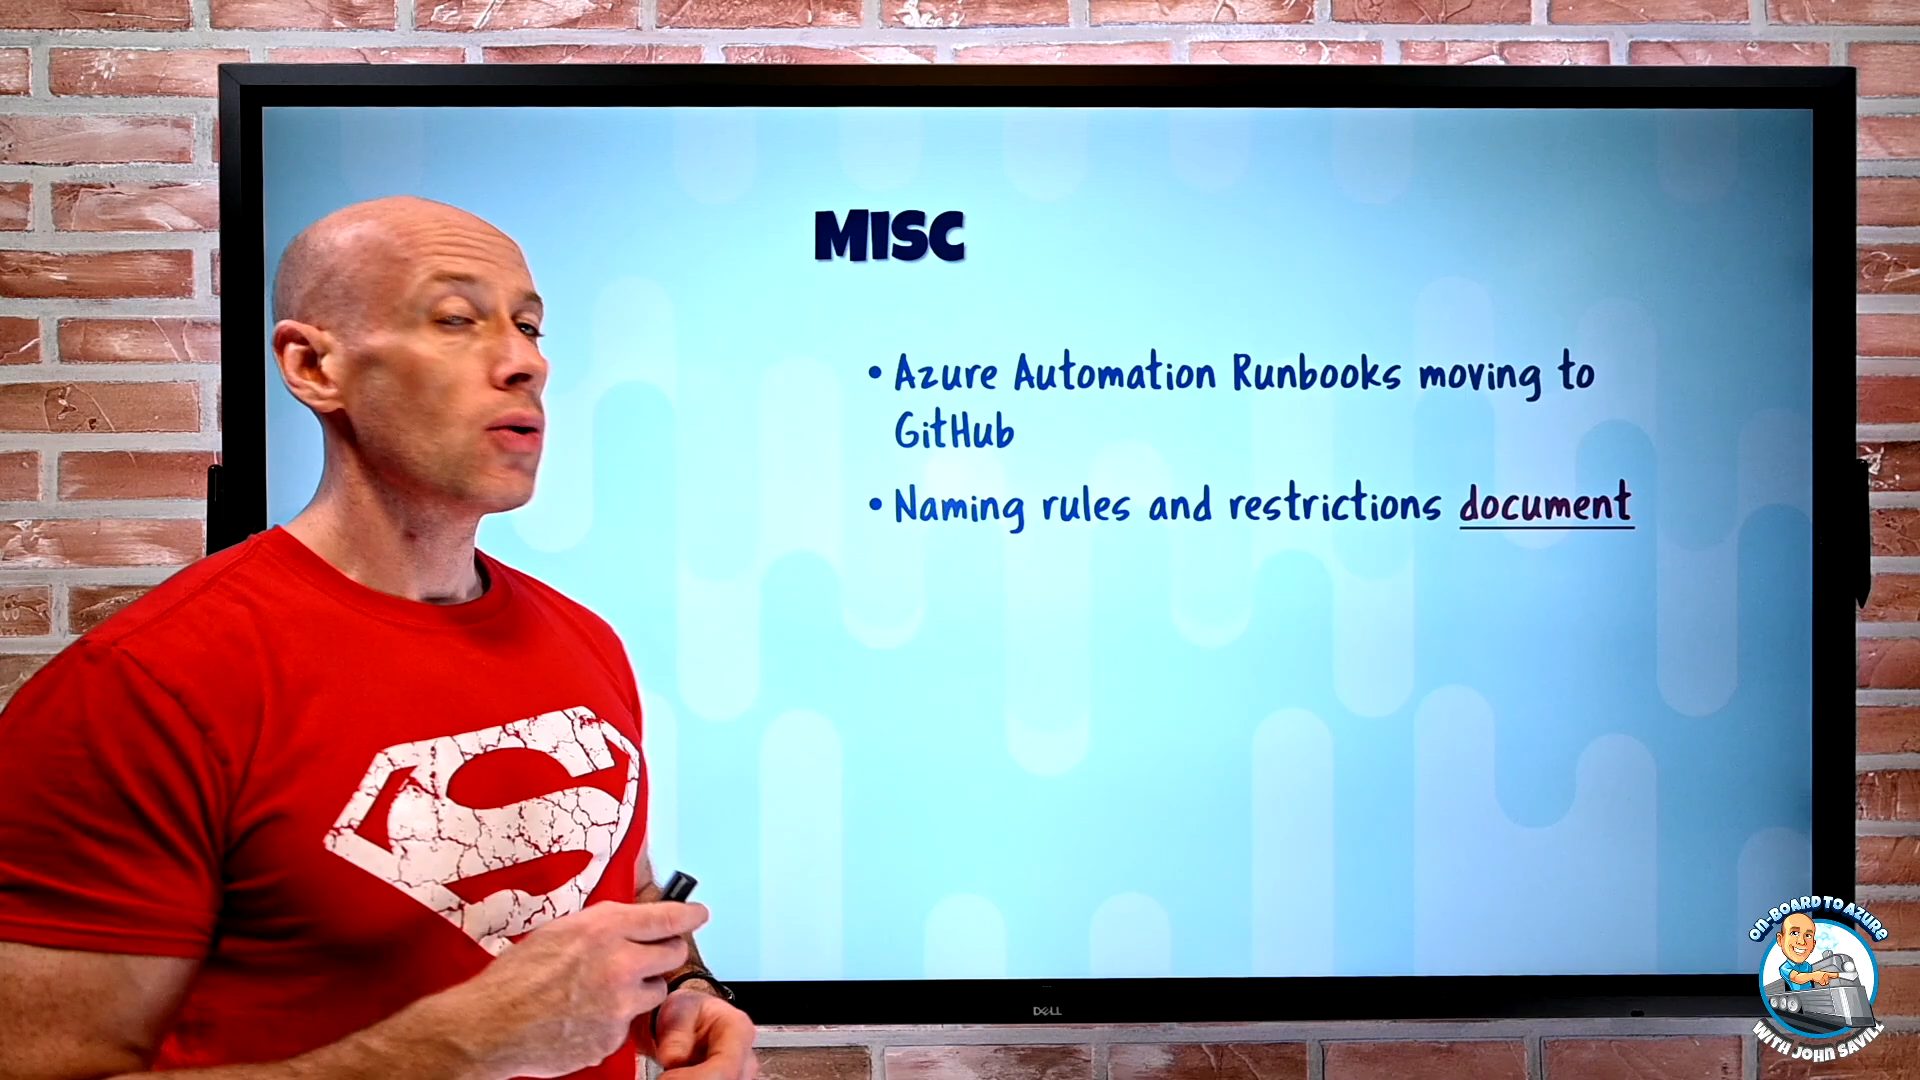 MISC
• Azure Automation Runbooks moving to
GitHub
• Naming rules and restrictions document
DELL
ON-BOARD TO AZURE
WITH JOHN SAVILL